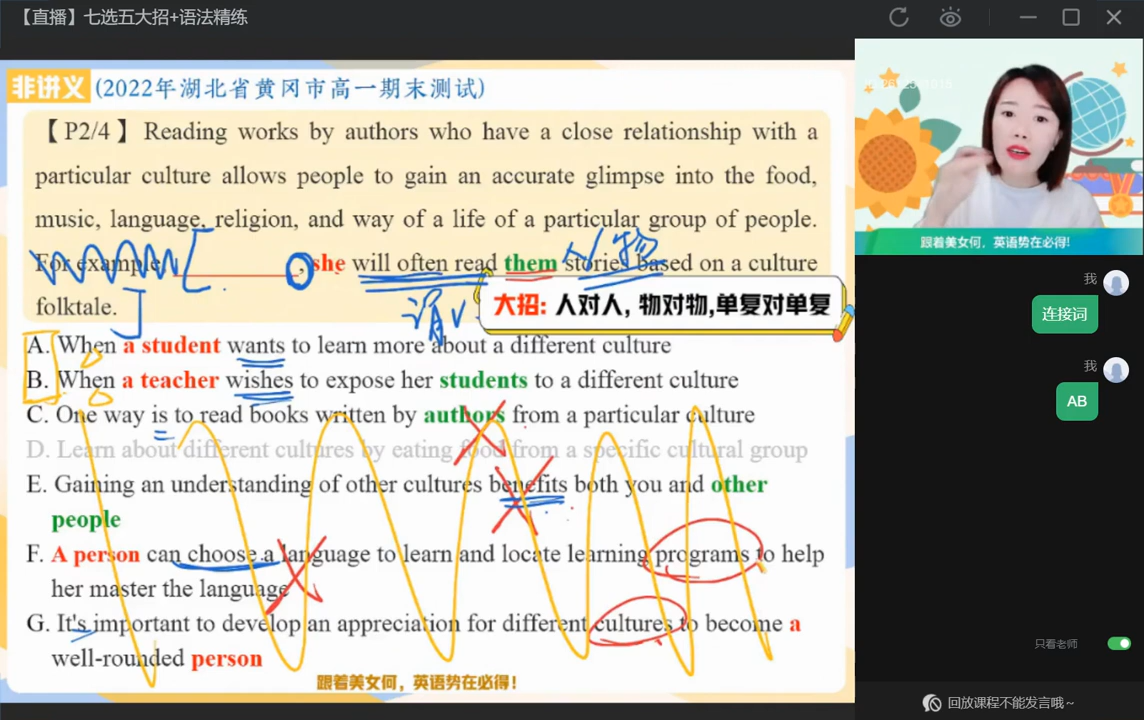 【直播】七选五大招+语法精练
非讲义 (2022年湖北省黄冈市高一期末测试)
【P2/4】Reading works by authors who have a close relationship with a
particular culture allows people to gain an accurate glimpse into the food,
music, language, religion, and way of a life of a particular group of people.
For example, ________, she will often read them stories based on a culture
folktale.
人物
谓v.
大招: 人对人, 物对物,单复对单复
A. When a student wants to learn more about a different culture
B. When a teacher wishes to expose her students to a different culture
C. One way is to read books written by authors from a particular culture
D. Learn about different cultures by eating food from a specific cultural group
E. Gaining an understanding of other cultures benefits both you and other
people
F. A person can choose a language to learn and locate learning programs to help
her master the language
G. It's important to develop an appreciation for different cultures to become a
well-rounded person
跟着美女何，英语势在必得!
跟着美女何，英语势在必得!
我
连接词
我
AB
只看老师
回放课程不能发言哦~